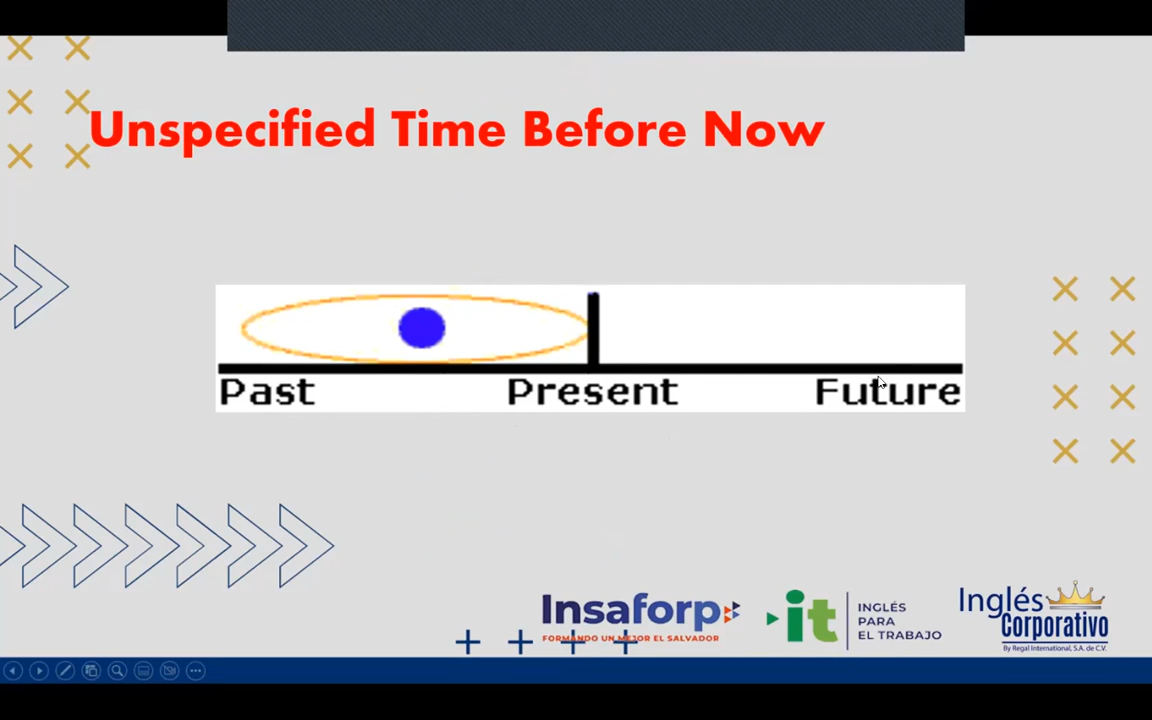 Unspecified Time Before Now
Past Present Future
Insaforp
FORMANDO UN MEJOR EL SALVADOR
it
INGLÉS
PARA
EL TRABAJO
Inglés
Corporativo
By Regal International, S.A. de C.V.